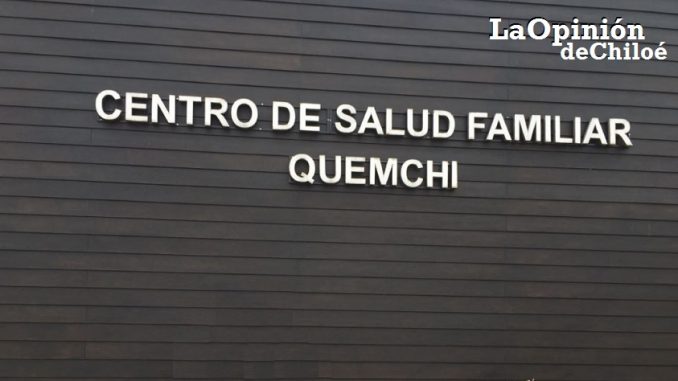 LaOpinión
deChiloé
CENTRO DE SALUD FAMILIAR
QUEMCHI